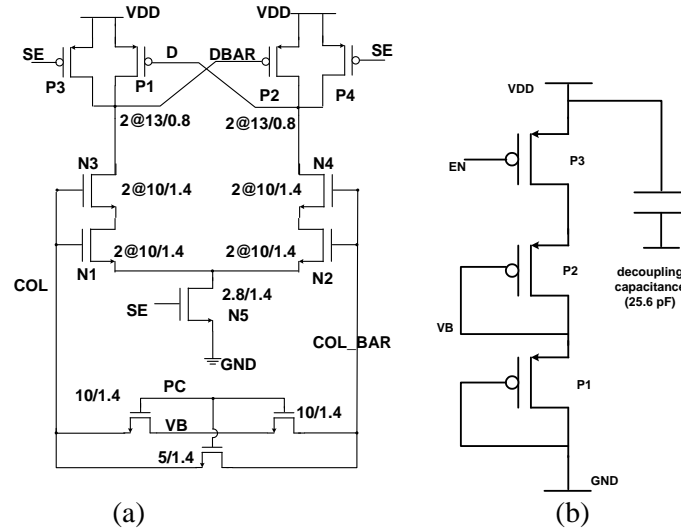 VDD
VDD
SE
D
DBAR
SE
P3
P1
P2
P4
2@13/0.8
2@13/0.8
N3
N4
2@10/1.4
2@10/1.4
2@10/1.4
2@10/1.4
N1
N2
COL
2.8/1.4
SE
N5
COL_BAR
GND
PC
10/1.4
10/1.4
VB
5/1.4
(a)
VDD
P3
EN
P2
decoupling
capacitance
(25.6 pF)
VB
P1
GND
(b)